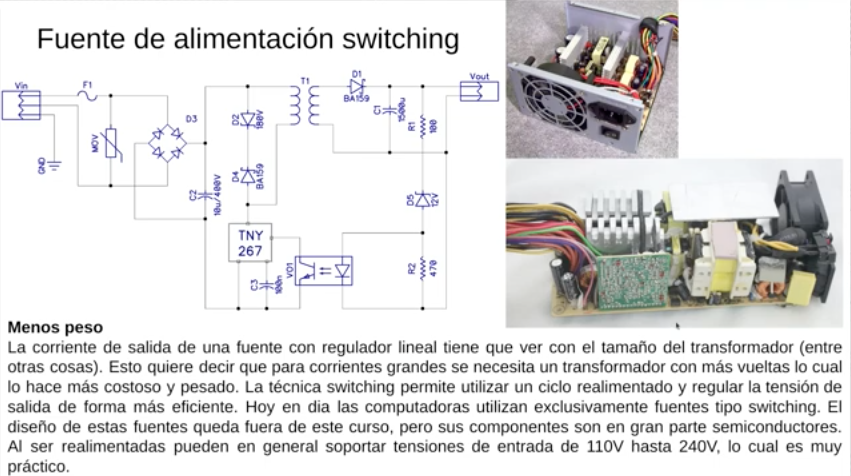 Fuente de alimentación switching
Vin
F1
MOV
GND
D3
C2
10u/400V
D2
180V
D4
BA159
TNY
267
C3
100n
VO1
T1
D1
BA159
C1
1500u
R1
100
D5
12V
R2
470
Vout
Menos peso
La corriente de salida de una fuente con regulador lineal tiene que ver con el tamaño del transformador (entre
otras cosas). Esto quiere decir que para corrientes grandes se necesita un transformador con más vueltas lo cual
lo hace más costoso y pesado. La técnica switching permite utilizar un ciclo realimentado y regular la tensión de
salida de forma más eficiente. Hoy en dia las computadoras utilizan exclusivamente fuentes tipo switching. El
diseño de estas fuentes queda fuera de este curso, pero sus componentes son en gran parte semiconductores.
Al ser realimentadas pueden en general soportar tensiones de entrada de 110V hasta 240V, lo cual es muy
práctico.